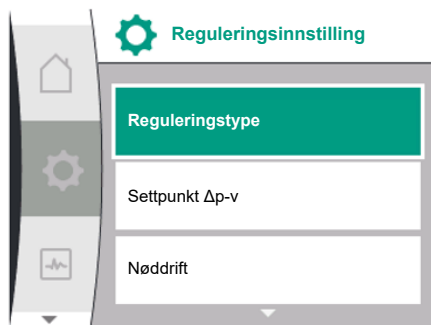 Reguleringsinnstilling
Reguleringstype
Settpunkt Δp-v
Nøddrift